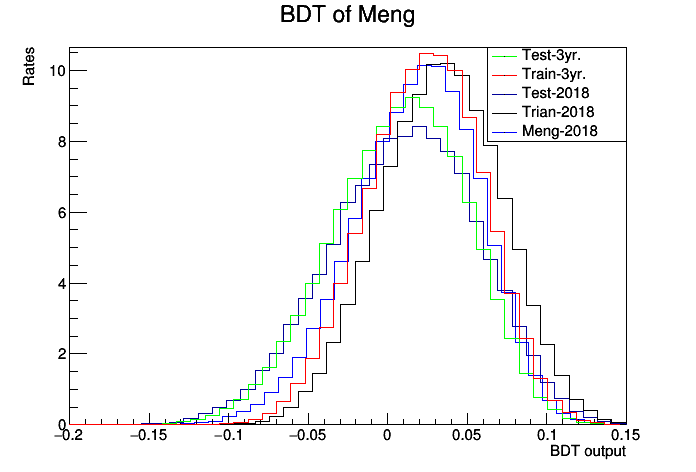 BDT of Meng
Rates
Test-3yr.
Train-3yr.
Test-2018
Trian-2018
Meng-2018
10
8
6
4
2
0
−0.2 −0.15 −0.1 −0.05 0 0.05 0.1 0.15
BDT output